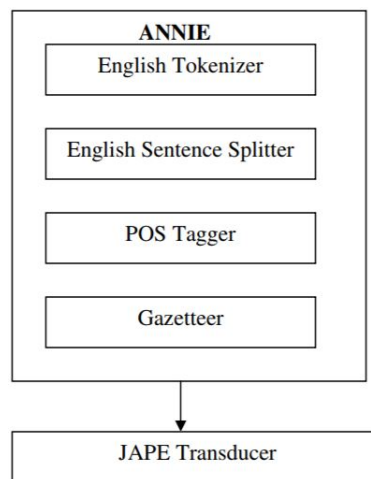 ANNIE
English Tokenizer
English Sentence Splitter
POS Tagger
Gazetteer
JAPE Transducer